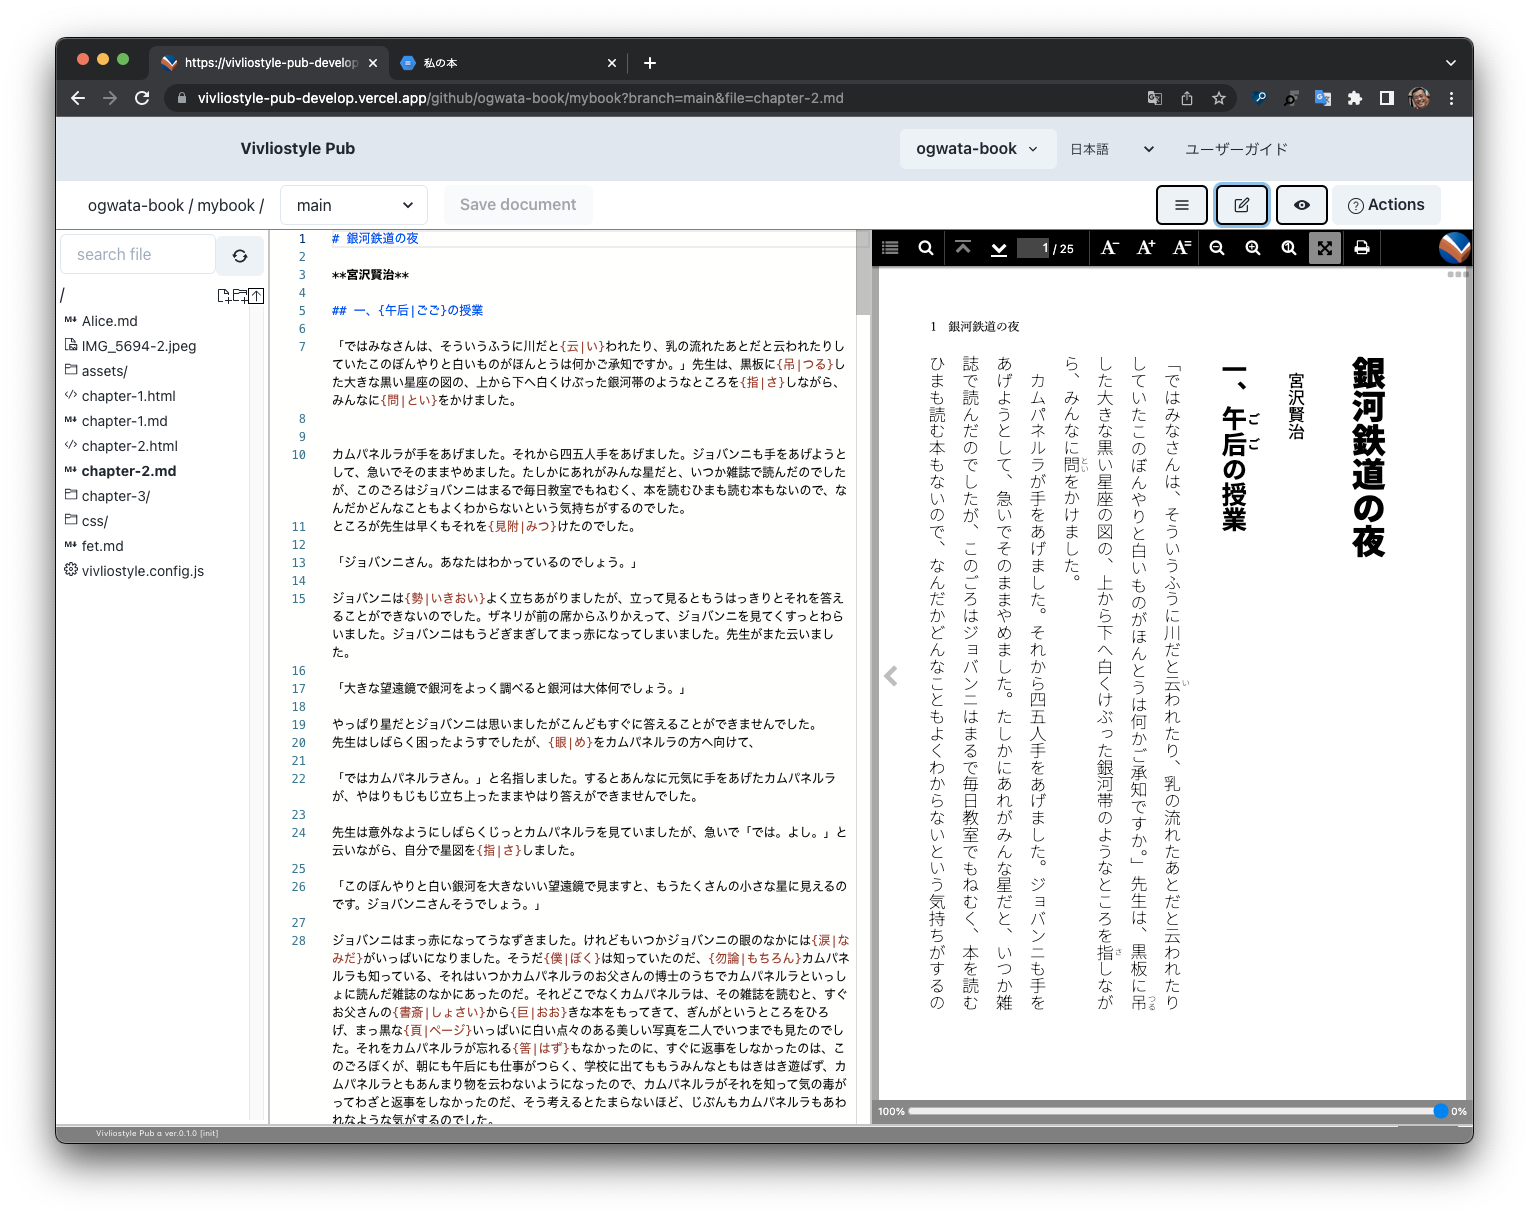 https://vivliostyle-pub-develop
私の本
vivliostyle-pub-develop.vercel.app/github/ogwata-book/mybook?branch=main&file=chapter-2.md
Vivliostyle Pub
ogwata-book
日本語
ユーザーガイド
ogwata-book / mybook /
main
Save document
Actions
search file
/
Alice.md
IMG_5694-2.jpeg
assets/
chapter-1.html
chapter-1.md
chapter-2.html
chapter-2.md
chapter-3/
css/
fet.md
vivliostyle.config.js
1 # 銀河鉄道の夜
2
3 **宮沢賢治**
4
5 ## 一、{午后|ごご}の授業
6
7 「ではみなさんは、そういうふうに川だと{云|い}われたり、乳の流れたあとだと云われたりし
ていたこのぼんやりと白いものがほんとうは何かご承知ですか。」先生は、黒板に{吊|つる}し
た大きな黒い星座の図の、上から下へ白くけぶった銀河帯のようなところを{指|さ}しながら、
みんなに{問|とい}をかけました。
8
9
10 カムパネルラが手をあげました。それから四五人手をあげました。ジョバンニも手をあげようと
して、急いでそのままやめました。たしかにあれがみんな星だと、いつか雑誌で読んだのでした
が、このごろはジョバンニはまるで毎日教室でもねむく、本を読むひまも読む本もないので、な
んだかどんなこともよくわからないという気持ちがするのでした。
11 ところが先生は早くもそれを{見附|みつ}けたのでした。
12
13 「ジョバンニさん。あなたはわかっているのでしょう。」
14
15 ジョバンニは{勢|いきおい}よく立ちあがりましたが、立って見るともうはっきりとそれを答え
ることができないのでした。ザネリが前の席からふりかえって、ジョバンニを見てくすっとわら
いました。ジョバンニはもうどぎまぎしてまっ赤になってしまいました。先生がまた云いまし
た。
16
17 「大きな望遠鏡で銀河をよっく調べると銀河は大体何でしょう。」
18
19 やっぱり星だとジョバンニは思いましたがこんどもすぐに答えることができませんでした。
20 先生はしばらく困ったようすでしたが、{眼|め}をカムパネルラの方へ向けて、
21
22 「ではカムパネルラさん。」と名指しました。するとあんなに元気に手をあげたカムパネルラ
が、やはりもじもじ立ち上ったままやはり答えができませんでした。
23
24 先生は意外なようにしばらくじっとカムパネルラを見ていましたが、急いで「では。よし。」と
云いながら、自分で星図を{指|さ}しました。
25
26 「このぼんやりと白い銀河を大きないい望遠鏡で見ますと、もうたくさんの小さな星に見えるの
です。ジョバンニさんそうでしょう。」
27
28 ジョバンニはまっ赤になってうなずきました。けれどもいつかジョバンニの眼のなかには{涙|な
みだ}がいっぱいになりました。そうだ{僕|ぼく}は知っていたのだ、{勿論|もちろん}カムパネ
ルラも知っている、それはいつかカムパネルラのお父さんの博士のうちでカムパネルラといっし
ょに読んだ雑誌のなかにあったのだ。それどこでなくカムパネルラは、その雑誌を読むと、すぐ
お父さんの{書斎|しょさい}から{巨|おお}きな本をもってきて、ぎんがというところをひろ
げ、まっ黒な{頁|ページ}いっぱいに白い点々のある美しい写真を二人でいつまでも見たのでし
た。それをカムパネルラが忘れる{筈|はず}もなかったのに、すぐに返事をしなかったのは、こ
のごろぼくが、朝にも午后にも仕事がつらく、学校に出てももうみんなともはきはき遊ばず、カ
ムパネルラともあんまり物を云わないようになったので、カムパネルラがそれを知って気の毒が
ってわざと返事をしなかったのだ、そう考えるとたまらないほど、じぶんもカムパネルラもあわ
れなような気がするのでした。
1 / 25
A- A+ A=
1 銀河鉄道の夜
銀河鉄道の夜
宮沢賢治
一、午后の授業
ごご
「ではみなさんは、そういうふうに川だと云われたり、乳の流れたあとだと云われたり
い
していたこのぼんやりと白いものがほんとうは何かご承知ですか。」先生は、黒板に吊
つる
した大きな黒い星座の図の、上から下へ白くけぶった銀河帯のようなところを指しなが
さ
ら、みんなに問をかけました。
とい
カムパネルラが手をあげました。それから四五人手をあげました。ジョバンニも手を
あげようとして、急いでそのままやめました。たしかにあれがみんな星だと、いつか雑
誌で読んだのでしたが、このごろはジョバンニはまるで毎日教室でもねむく、本を読む
ひまも読む本もないので、なんだかどんなこともよくわからないという気持ちがするの
100%
0%
Vivliostyle Pub α ver.0.1.0 [init]